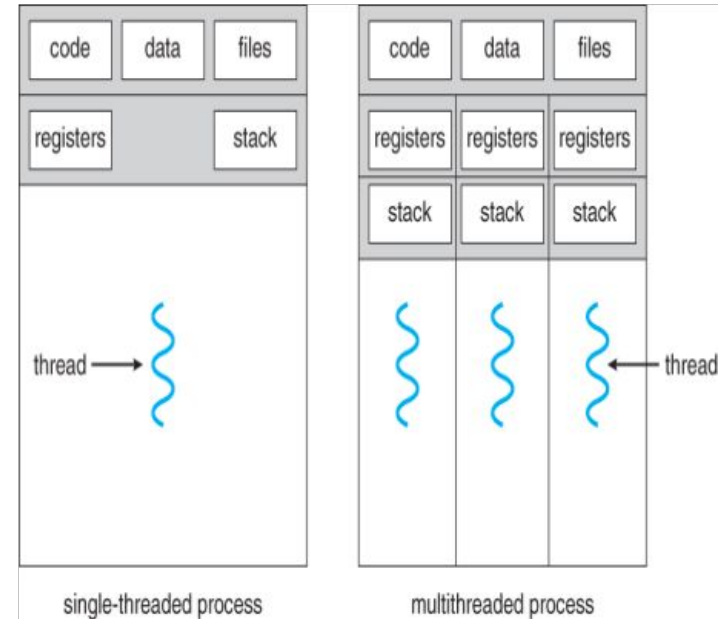 code data files
registers stack
thread
single-threaded process
code data files
registers registers registers
stack stack stack
thread
multithreaded process